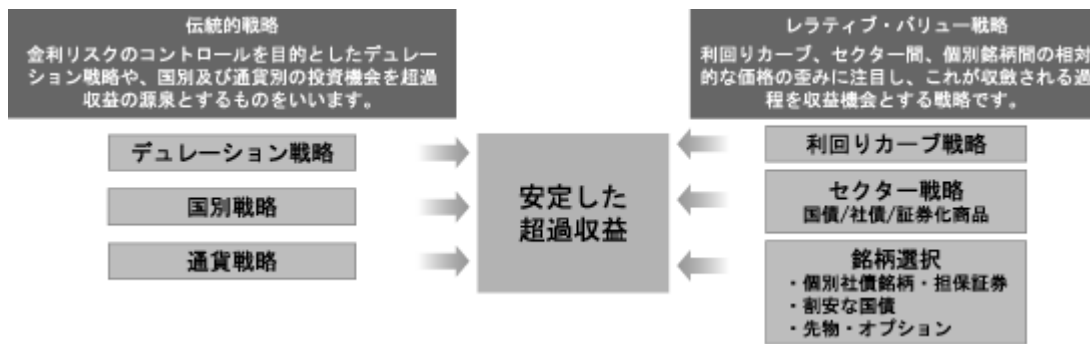 伝統的戦略
金利リスクのコントロールを目的としたデュレー
ション戦略や、国別及び通貨別の投資機会を超過
収益の源泉とするものをいいます。
デュレーション戦略
国別戦略
通貨戦略
安定した
超過収益
レラティブ・バリュー戦略
利回りカーブ、セクター間、個別銘柄間の相対
的な価格の歪みに注目し、これが収斂される過
程を収益機会とする戦略です。
利回りカーブ戦略
セクター戦略
国債/社債/証券化商品
銘柄選択
・個別社債銘柄・担保証券
・割安な国債
・先物・オプション